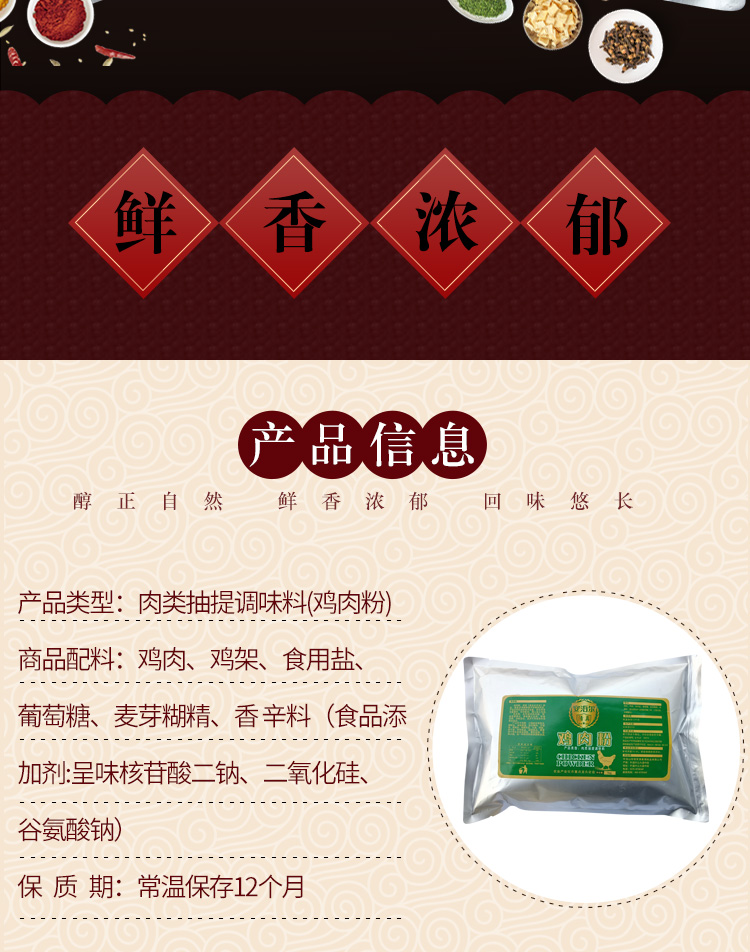 鲜香浓郁
产品信息
醇正自然 鲜香浓郁 回味悠长
产品类型：肉类抽提调味料(鸡肉粉)
商品配料：鸡肉、鸡架、食用盐、
葡萄糖、麦芽糊精、香辛料（食品添
加剂:呈味核苷酸二钠、二氧化硅、
谷氨酸钠）
保 质 期：常温保存12个月
鸡肉粉
CHICKEN
POWDER